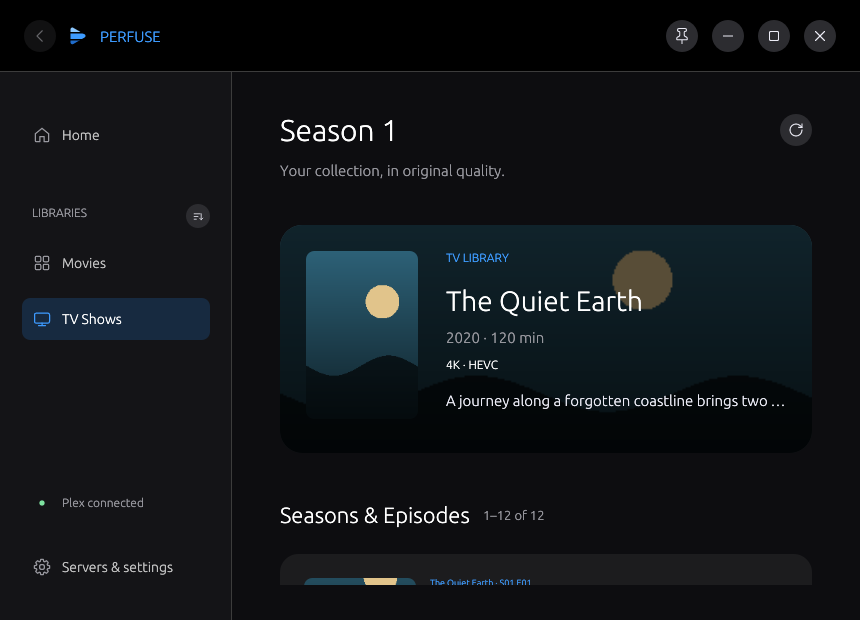 PERFUSE
Home
LIBRARIES
Movies
TV Shows
Plex connected
Servers & settings
Season 1
Your collection, in original quality.
TV LIBRARY
The Quiet Earth
2020 · 120 min
4K · HEVC
A journey along a forgotten coastline brings two …
Seasons & Episodes 1–12 of 12
The Quiet Earth · S01 E01